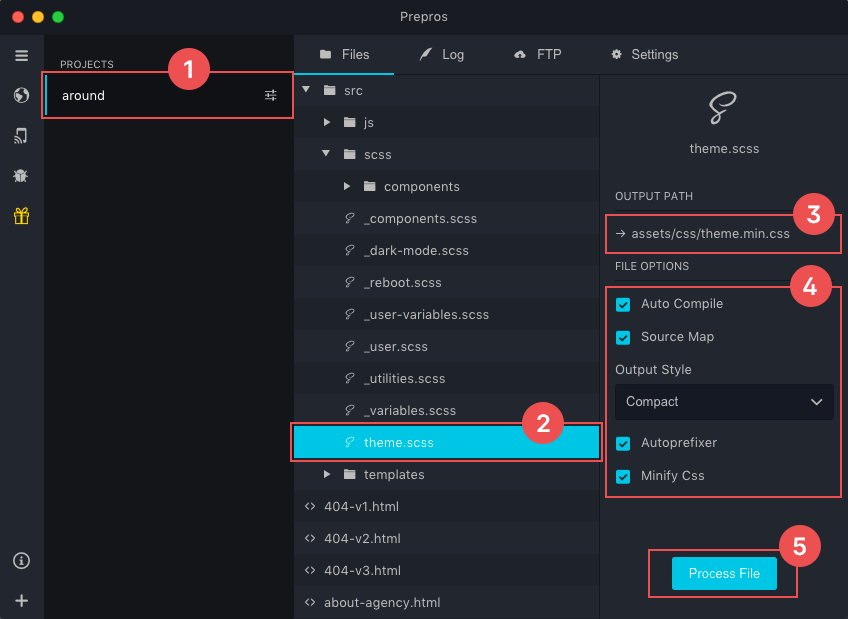 Prepros
PROJECTS
1
around
Files
Log
FTP
Settings
src
js
scss
components
_components.scss
_dark-mode.scss
_reboot.scss
_user-variables.scss
_user.scss
_utilities.scss
_variables.scss
2
theme.scss
templates
404-v1.html
404-v2.html
404-v3.html
about-agency.html
theme.scss
OUTPUT PATH
3
→ assets/css/theme.min.css
FILE OPTIONS
4
Auto Compile
Source Map
Output Style
Compact
Autoprefixer
Minify Css
5
Process File